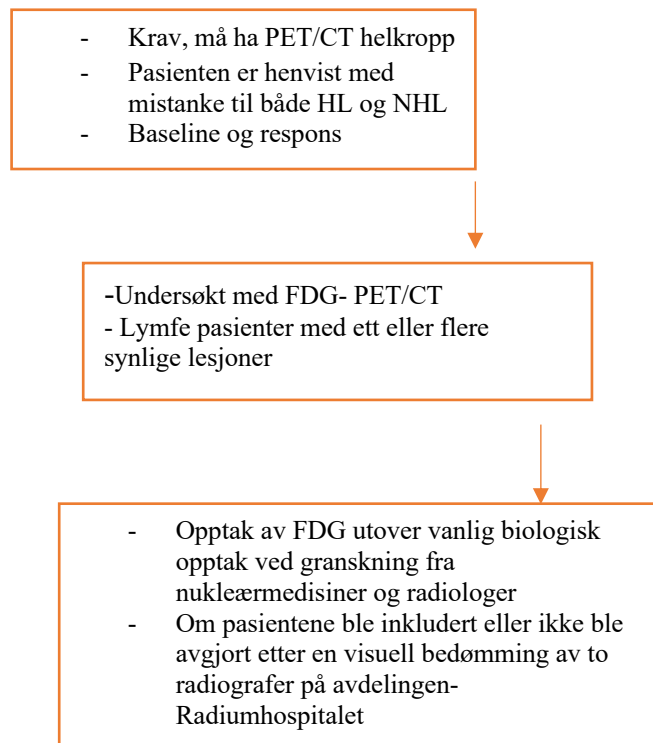 - Krav, må ha PET/CT helkropp
- Pasienten er henvist med
mistanke til både HL og NHL
- Baseline og respons
-Undersøkt med FDG- PET/CT
- Lymfe pasienter med ett eller flere
synlige lesjoner
- Opptak av FDG utover vanlig biologisk
opptak ved granskning fra
nukleærmedisiner og radiologer
- Om pasientene ble inkludert eller ikke ble
avgjort etter en visuell bedømming av to
radiografer på avdelingen-
Radiumhospitalet